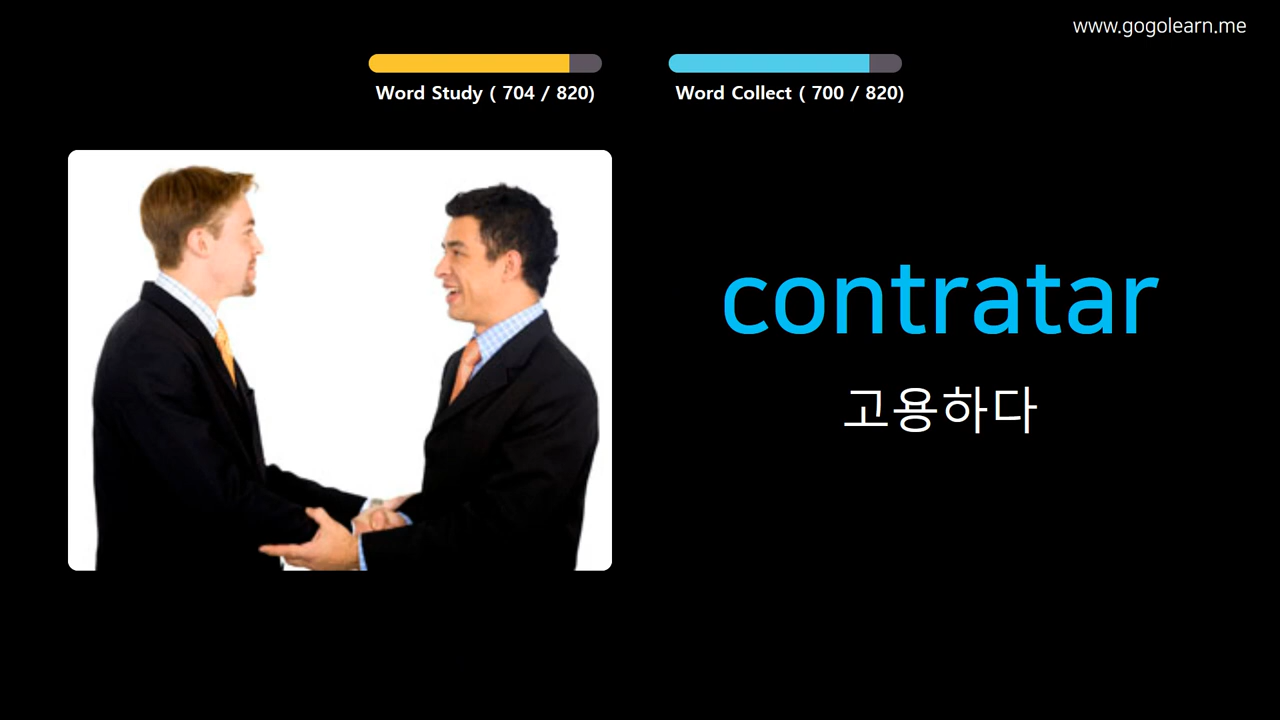 www.gogolearn.me
Word Study ( 704 / 820)
Word Collect ( 700 / 820)
contratar
고용하다